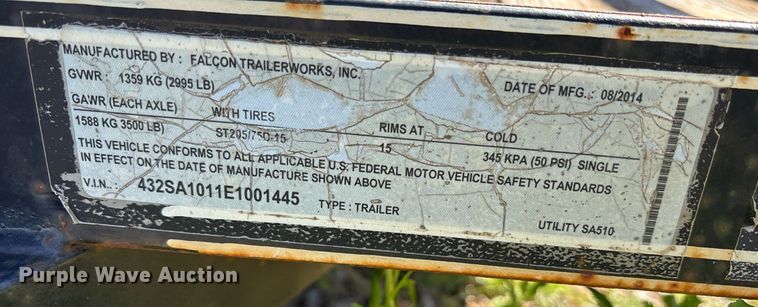 MANUFACTURED BY: FALCON TRAILERWORKS, INC.
GVWR: 1359 KG (2995 LB) DATE OF MFG.: 08/2014
GAWR (EACH AXLE) WITH TIRES RIMS AT COLD
1588 KG 3500 LB) ST205/75D-15 15 345 KPA (50 PSI) SINGLE
THIS VEHICLE CONFORMS TO ALL APPLICABLE U.S. FEDERAL MOTOR VEHICLE SAFETY STANDARDS
IN EFFECT ON THE DATE OF MANUFACTURE SHOWN ABOVE
V.I.N.: 432SA1011E1001445 TYPE : TRAILER UTILITY SA510
Purple Wave Auction